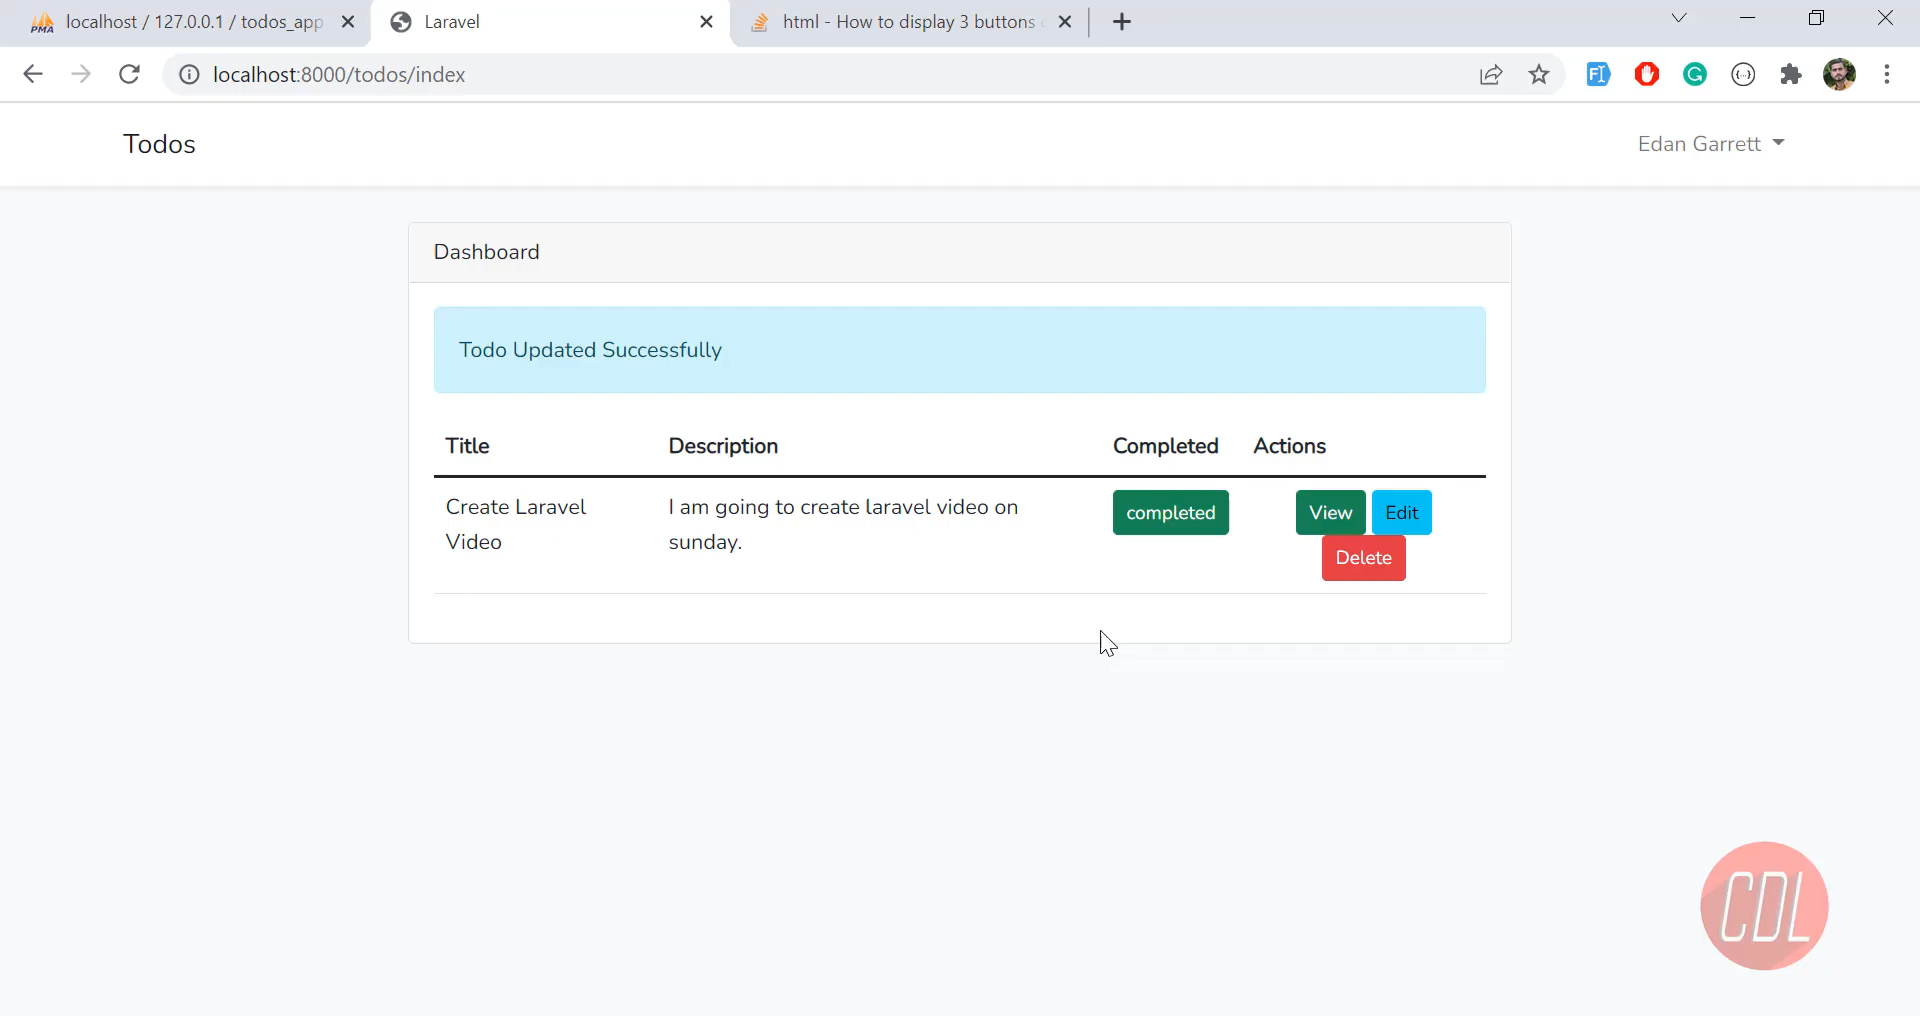 localhost / 127.0.0.1 / todos_app
Laravel
html - How to display 3 buttons
localhost:8000/todos/index
Todos
Edan Garrett
Dashboard
Todo Updated Successfully
Title Description Completed Actions
Create Laravel Video
I am going to create laravel video on
sunday.
completed
View Edit
Delete
CDL